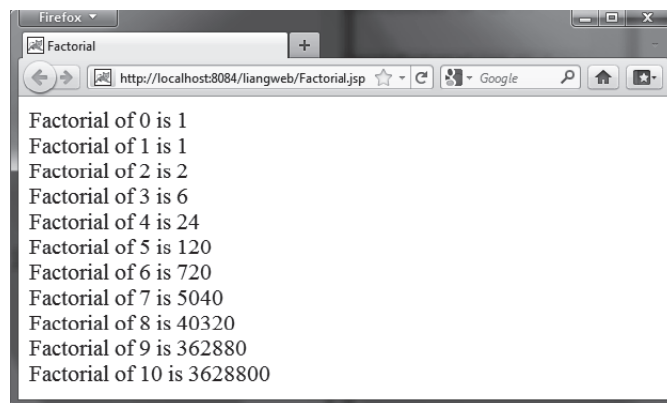 Firefox
Factorial
http://localhost:8084/liangweb/Factorial.jsp
Google
Factorial of 0 is 1
Factorial of 1 is 1
Factorial of 2 is 2
Factorial of 3 is 6
Factorial of 4 is 24
Factorial of 5 is 120
Factorial of 6 is 720
Factorial of 7 is 5040
Factorial of 8 is 40320
Factorial of 9 is 362880
Factorial of 10 is 3628800